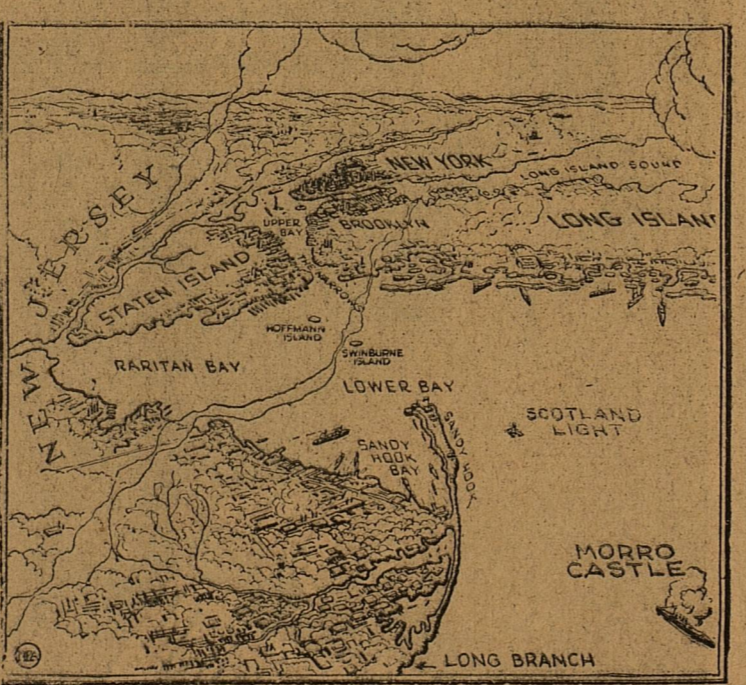 NEW YORK
LONG ISLAND SOUND
NEW JERSEY
UPPER
BAY
BROOKLYN
LONG ISLAN
STATEN ISLAND
HOFFMANN
ISLAND
SWINBURNE
ISLAND
RARITAN BAY
LOWER BAY
SCOTLAND
LIGHT
SANDY
HOOK
BAY
SANDY HOOK
MORRO
CASTLE
LONG BRANCH